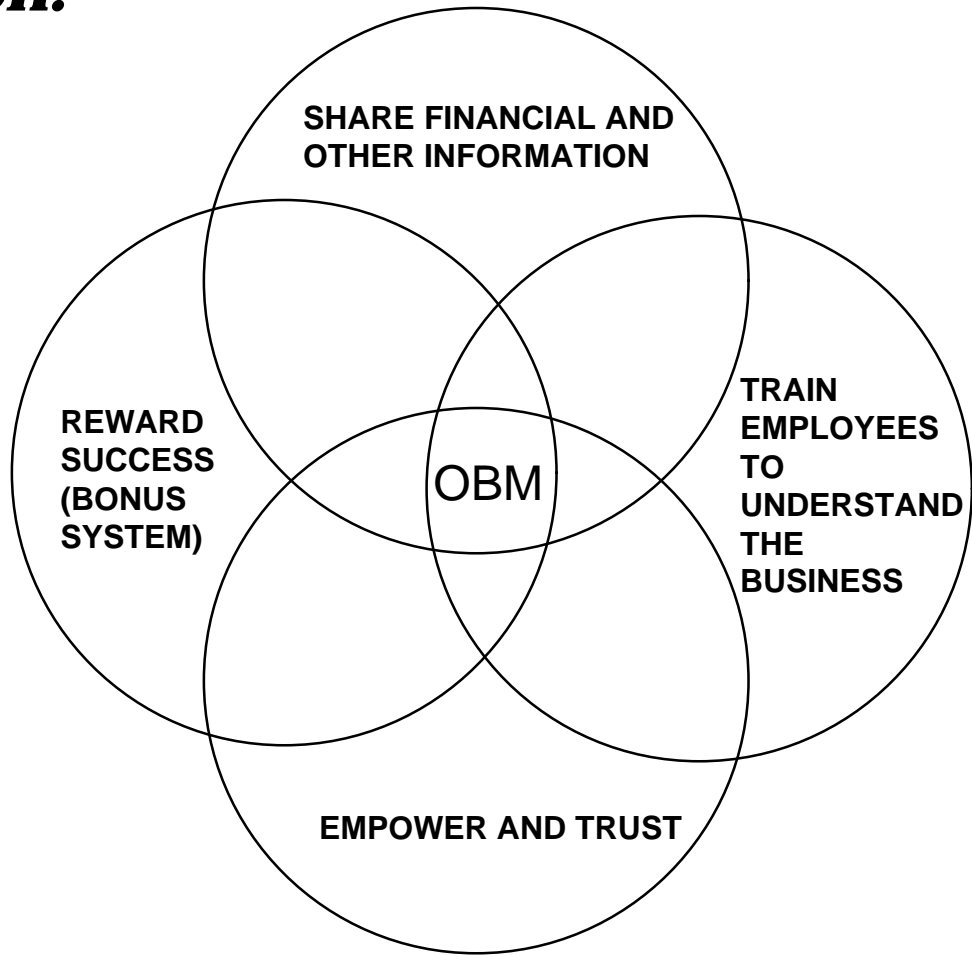 SHARE FINANCIAL AND
OTHER INFORMATION
REWARD
SUCCESS
(BONUS
SYSTEM)
OBM
TRAIN
EMPLOYEES
TO
UNDERSTAND
THE
BUSINESS
EMPOWER AND TRUST